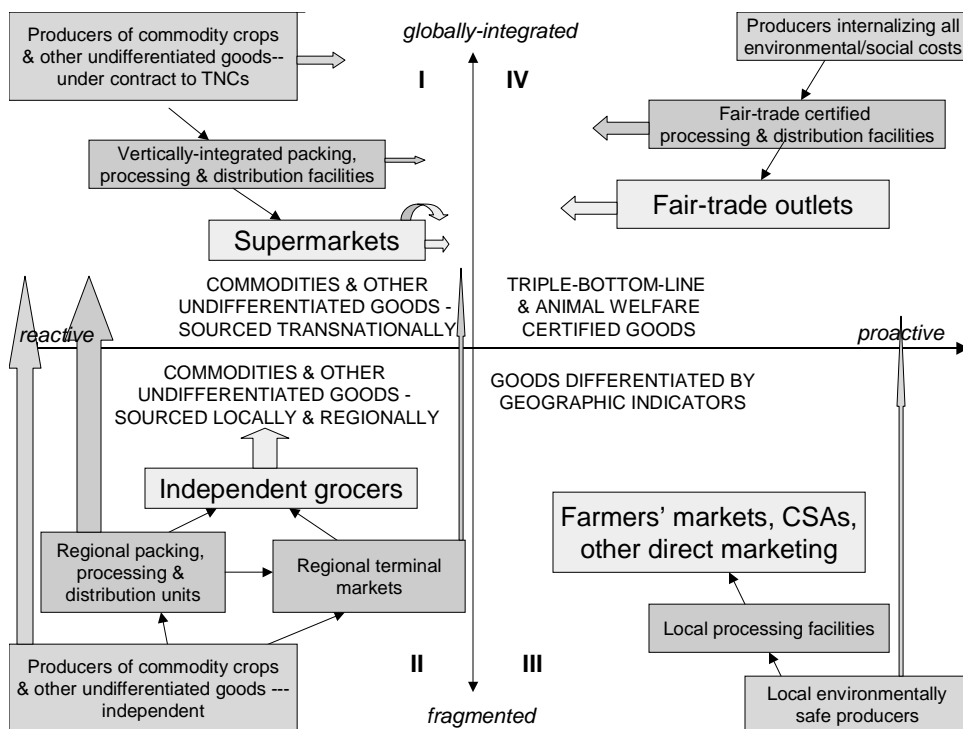 globally-integrated
I
IV
Producers of commodity crops
& other undifferentiated goods--
under contract to TNCs
Vertically-integrated packing,
processing & distribution facilities
Supermarkets
COMMODITIES & OTHER
UNDIFFERENTIATED GOODS -
SOURCED TRANSNATIONALLY
Producers internalizing all
environmental/social costs
Fair-trade certified
processing & distribution facilities
Fair-trade outlets
TRIPLE-BOTTOM-LINE
& ANIMAL WELFARE
CERTIFIED GOODS
reactive
proactive
COMMODITIES & OTHER
UNDIFFERENTIATED GOODS -
SOURCED LOCALLY & REGIONALLY
Independent grocers
Regional packing,
processing &
distribution units
Regional terminal
markets
Producers of commodity crops
& other undifferentiated goods ---
independent
GOODS DIFFERENTIATED BY
GEOGRAPHIC INDICATORS
Farmers' markets, CSAs,
other direct marketing
Local processing facilities
Local environmentally
safe producers
II
III
fragmented